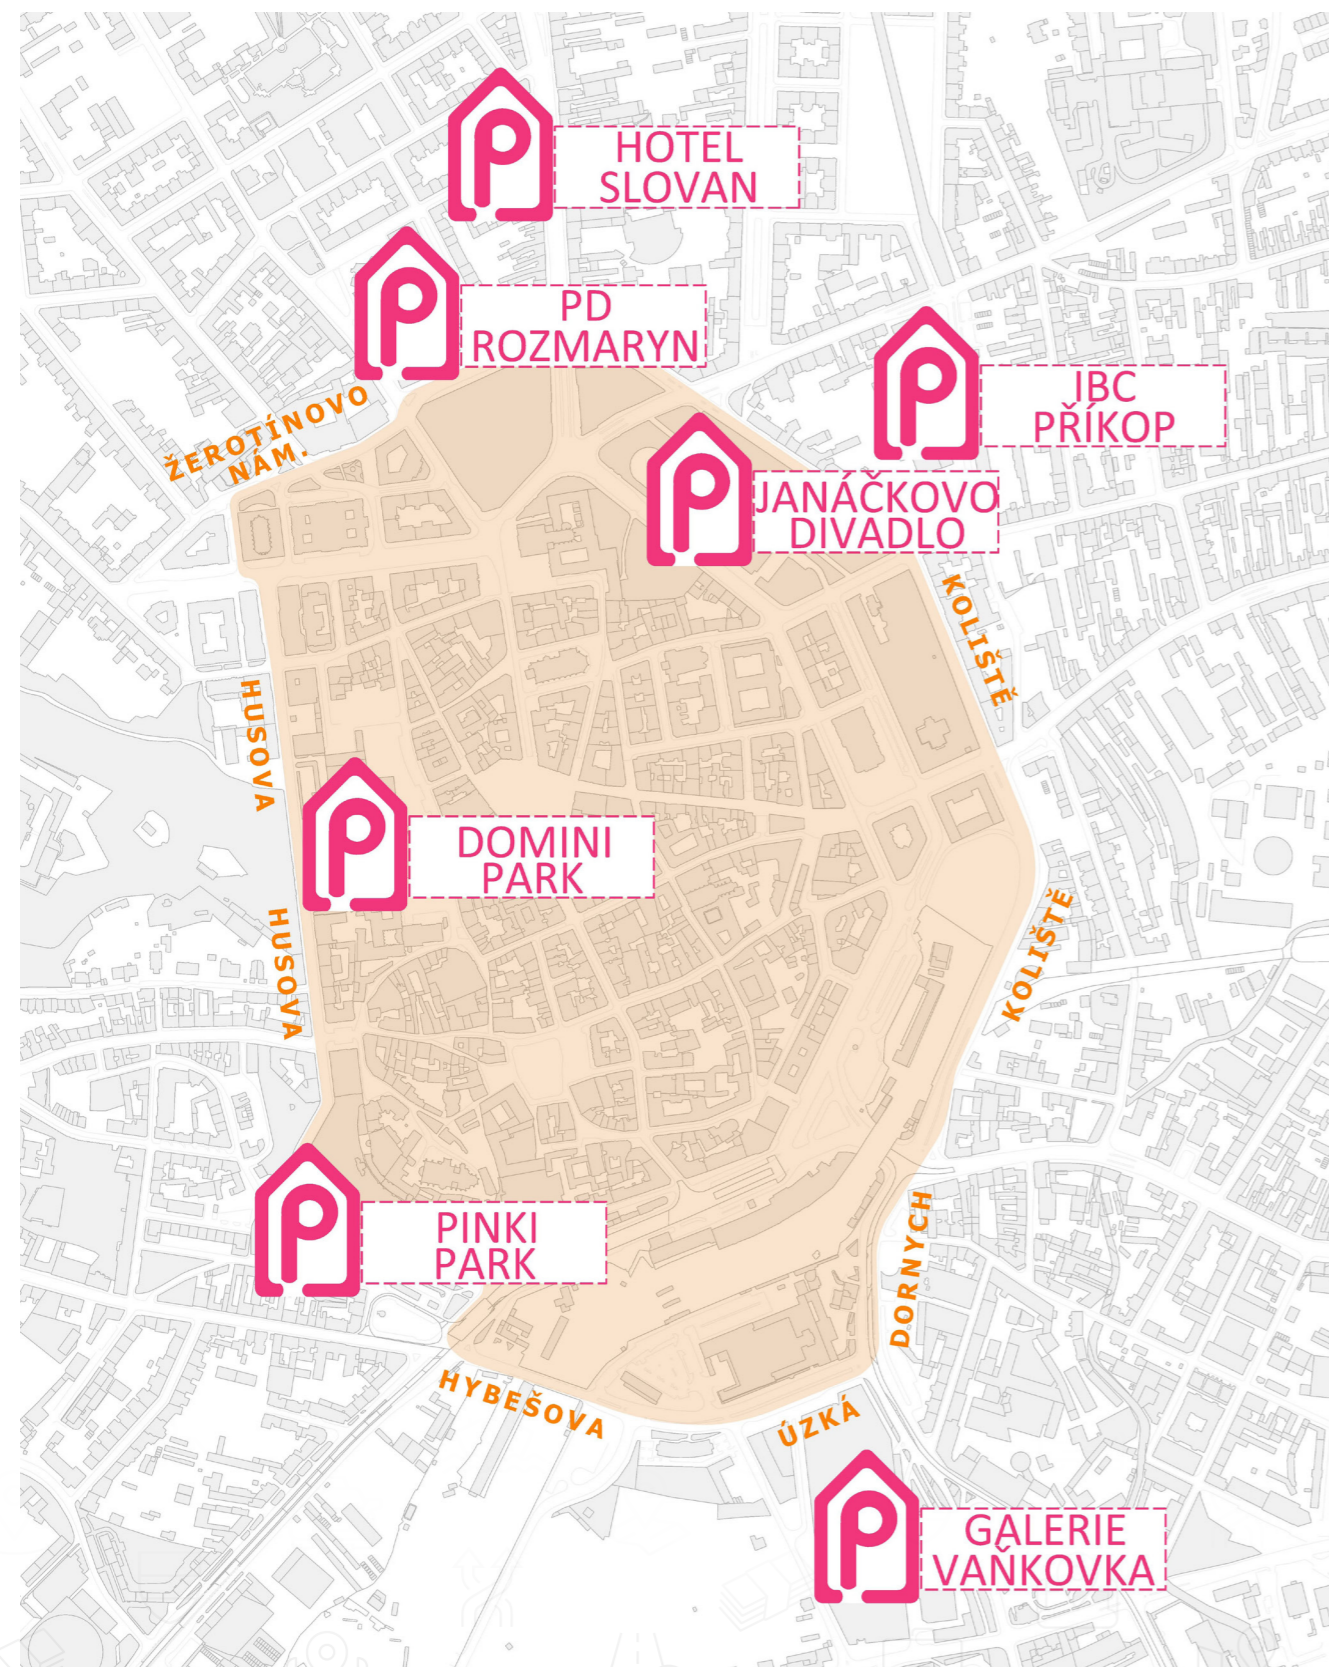 HOTEL
SLOVAN
PD
ROZMARYN
IBC
PŘÍKOP
ŽEROTÍNOVO
NÁM.
JANÁČKOVO
DIVADLO
KOLIŠTĚ
HUSOVA
DOMINI
PARK
KOLIŠTĚ
HUSOVA
PINKI
PARK
DORNYCH
HYBEŠOVA
ÚZKÁ
GALERIE
VAŇKOVKA